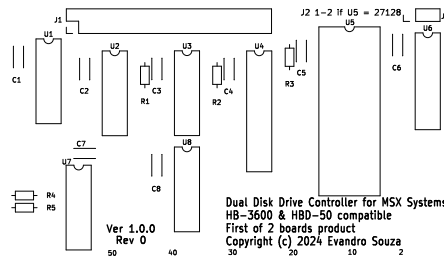 J1
J2 1-2 if U5 = 27128
J
U1
U2
U3
U4
U5
U6
C1
C2
R1
C3
R2
C4
R3
C5
C6
C7
U7
U8
C8
R4
R5
Ver 1.0.0
Rev 0
Dual Disk Drive Controller for MSX Systems
HB-3600 & HBD-50 compatible
First of 2 boards product
Copyright (c) 2024 Evandro Souza
50
40
30
20
10
2